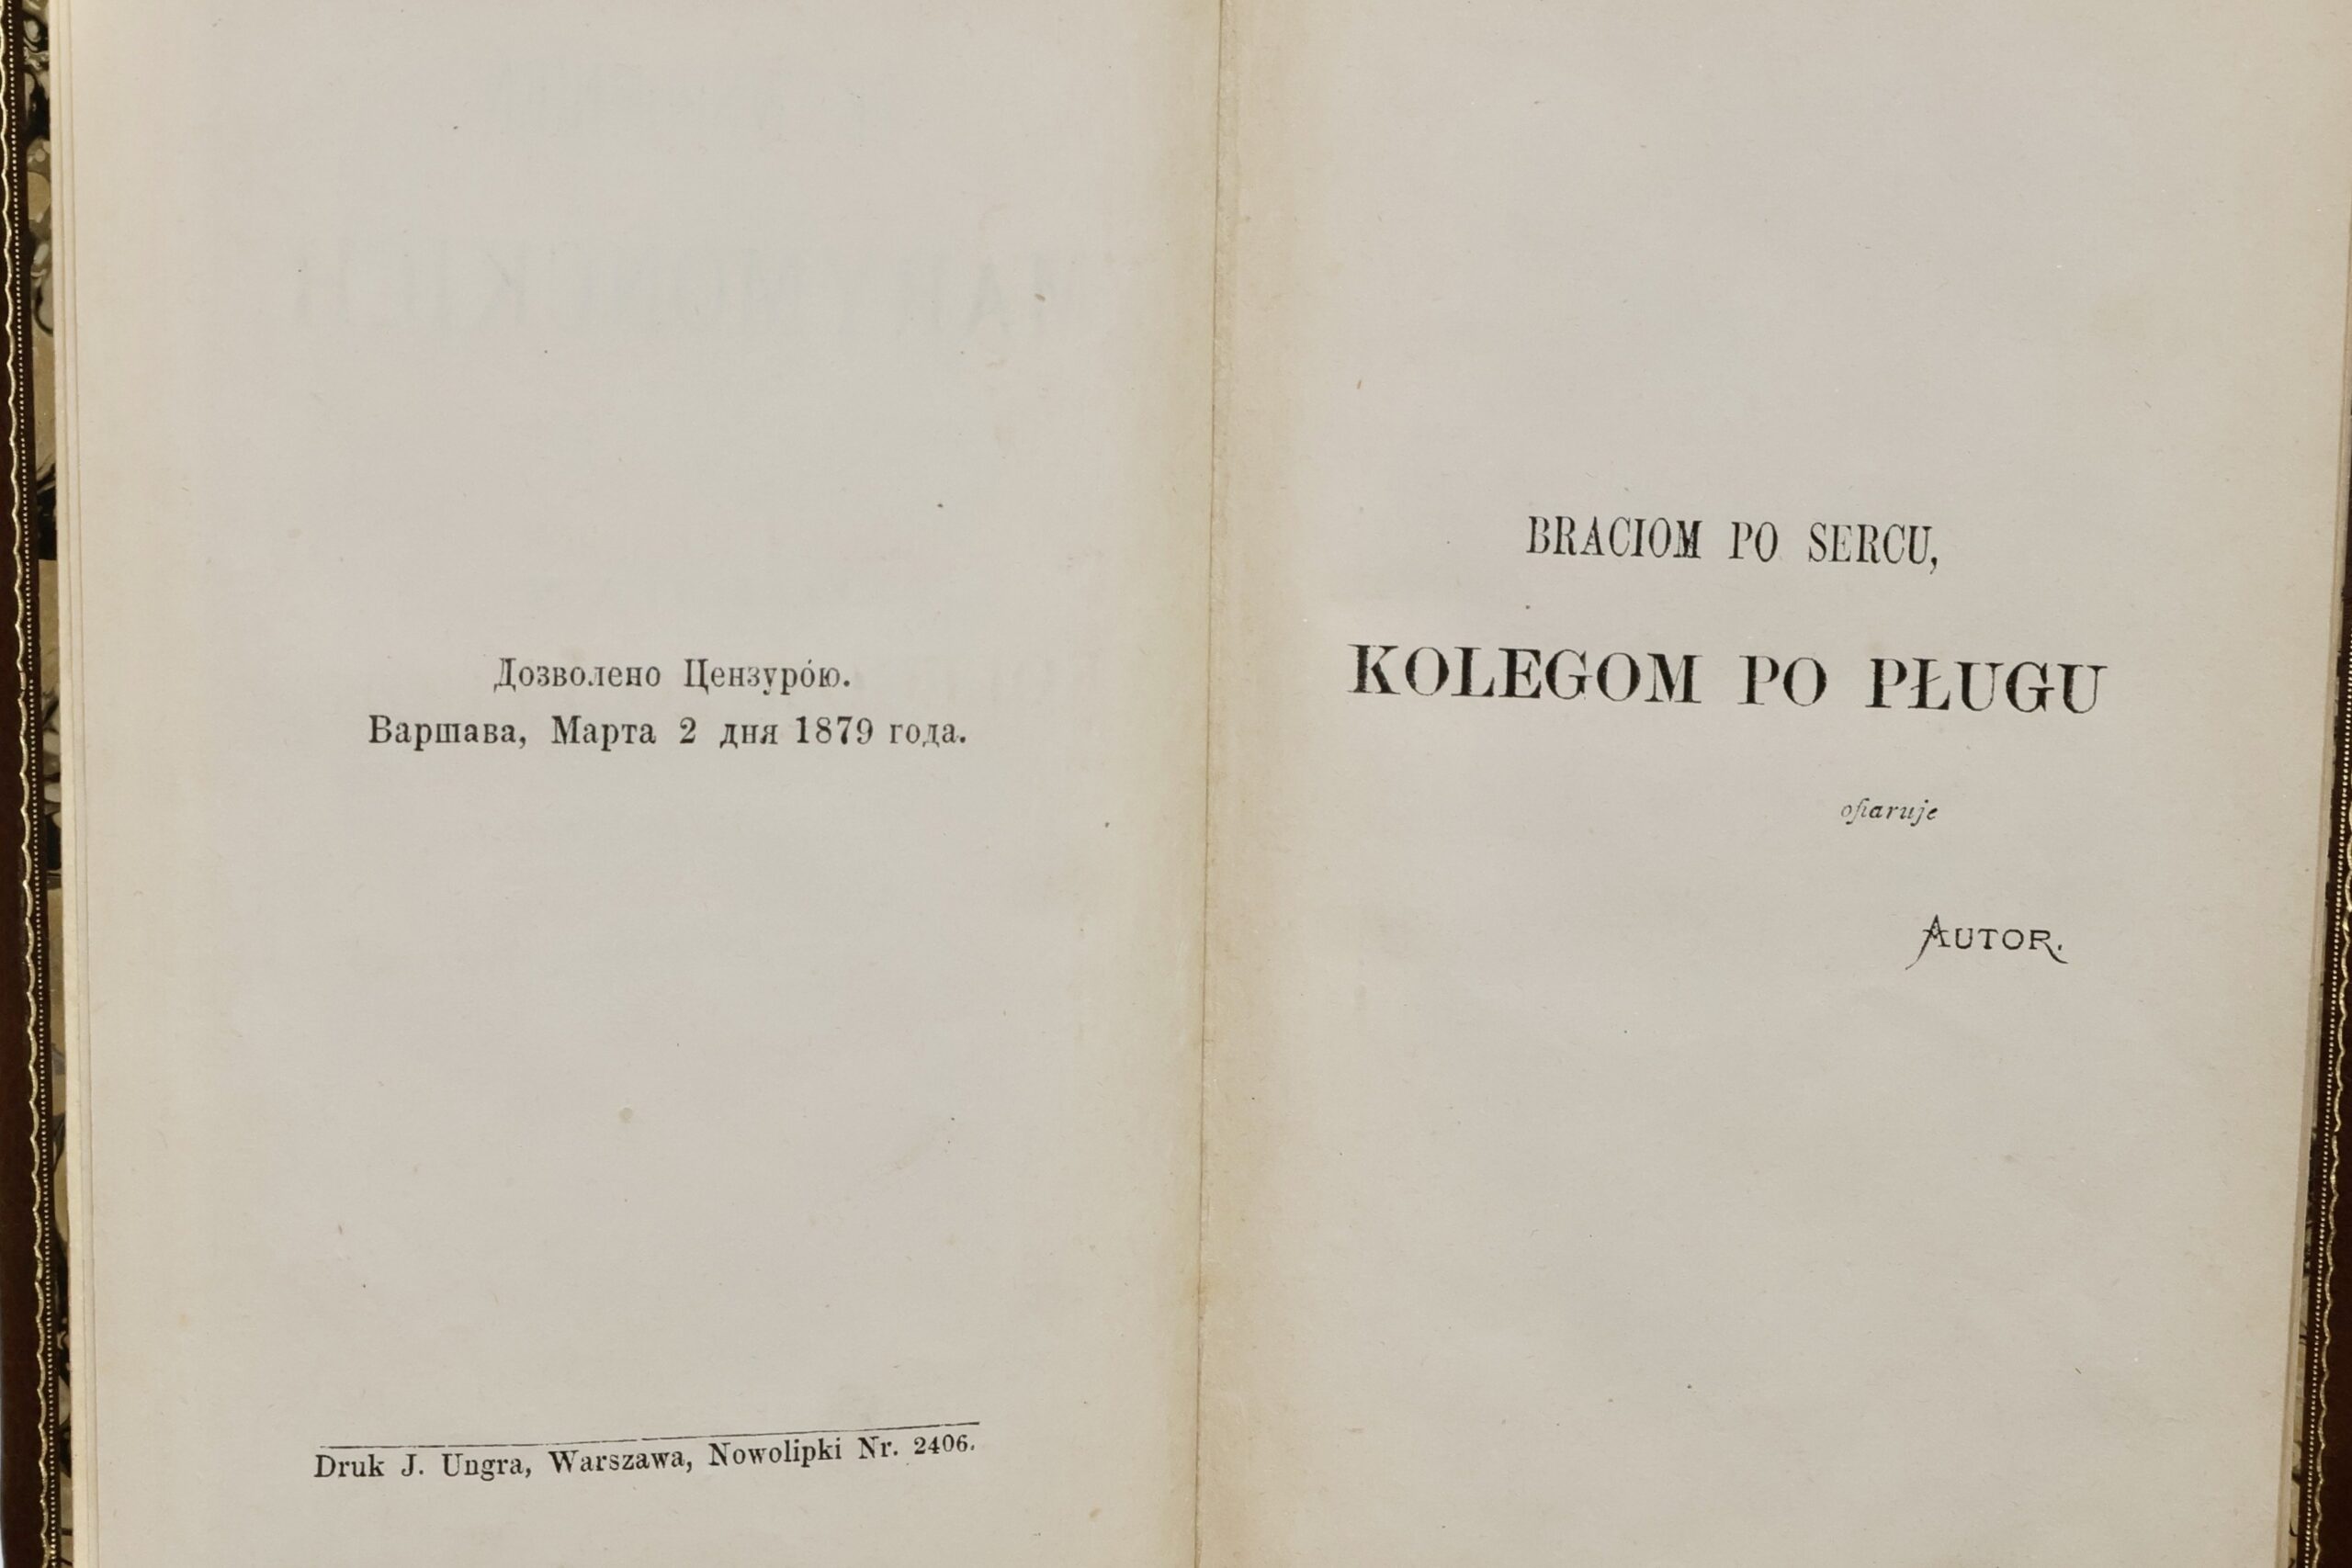 Дозволено Цензуро́ю.
Варшава, Марта 2 дня 1879 года.
Druk J. Ungra, Warszawa, Nowolipki Nr. 2406.
BRACIOM PO SERCU,
KOLEGOM PO PŁUGU
ofiaruje
AUTOR.